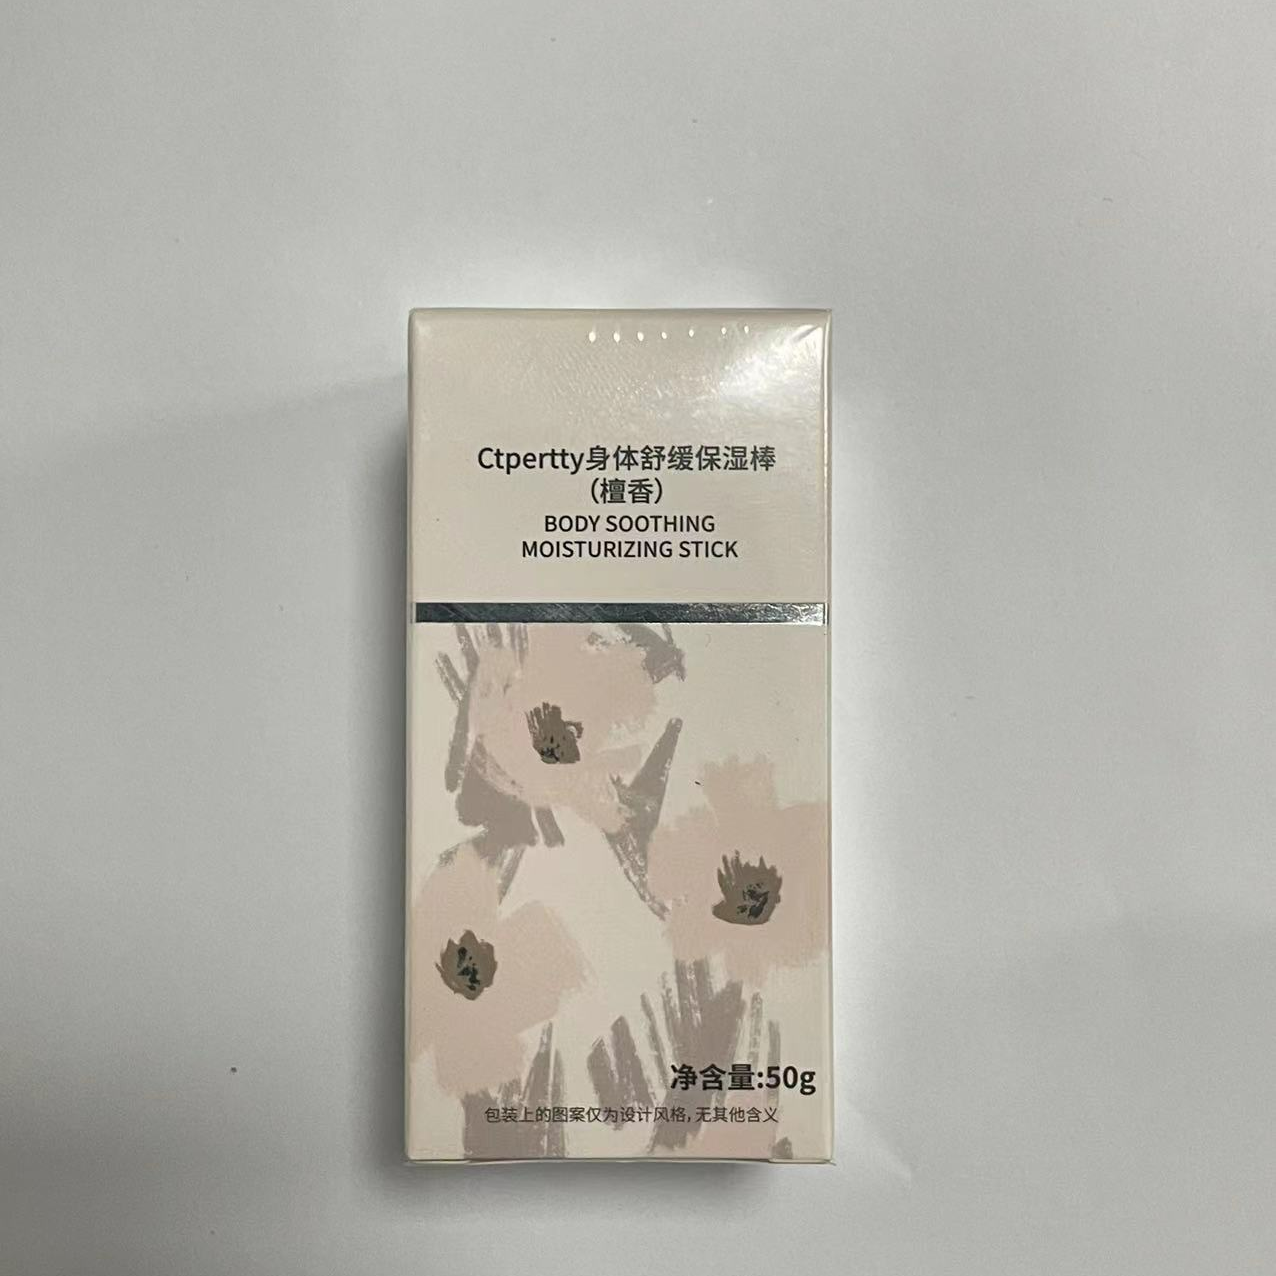 Ctpertty身体舒缓保湿棒
（檀香）
BODY SOOTHING
MOISTURIZING STICK
净含量:50g
包装上的图案仅为设计风格,无其他含义